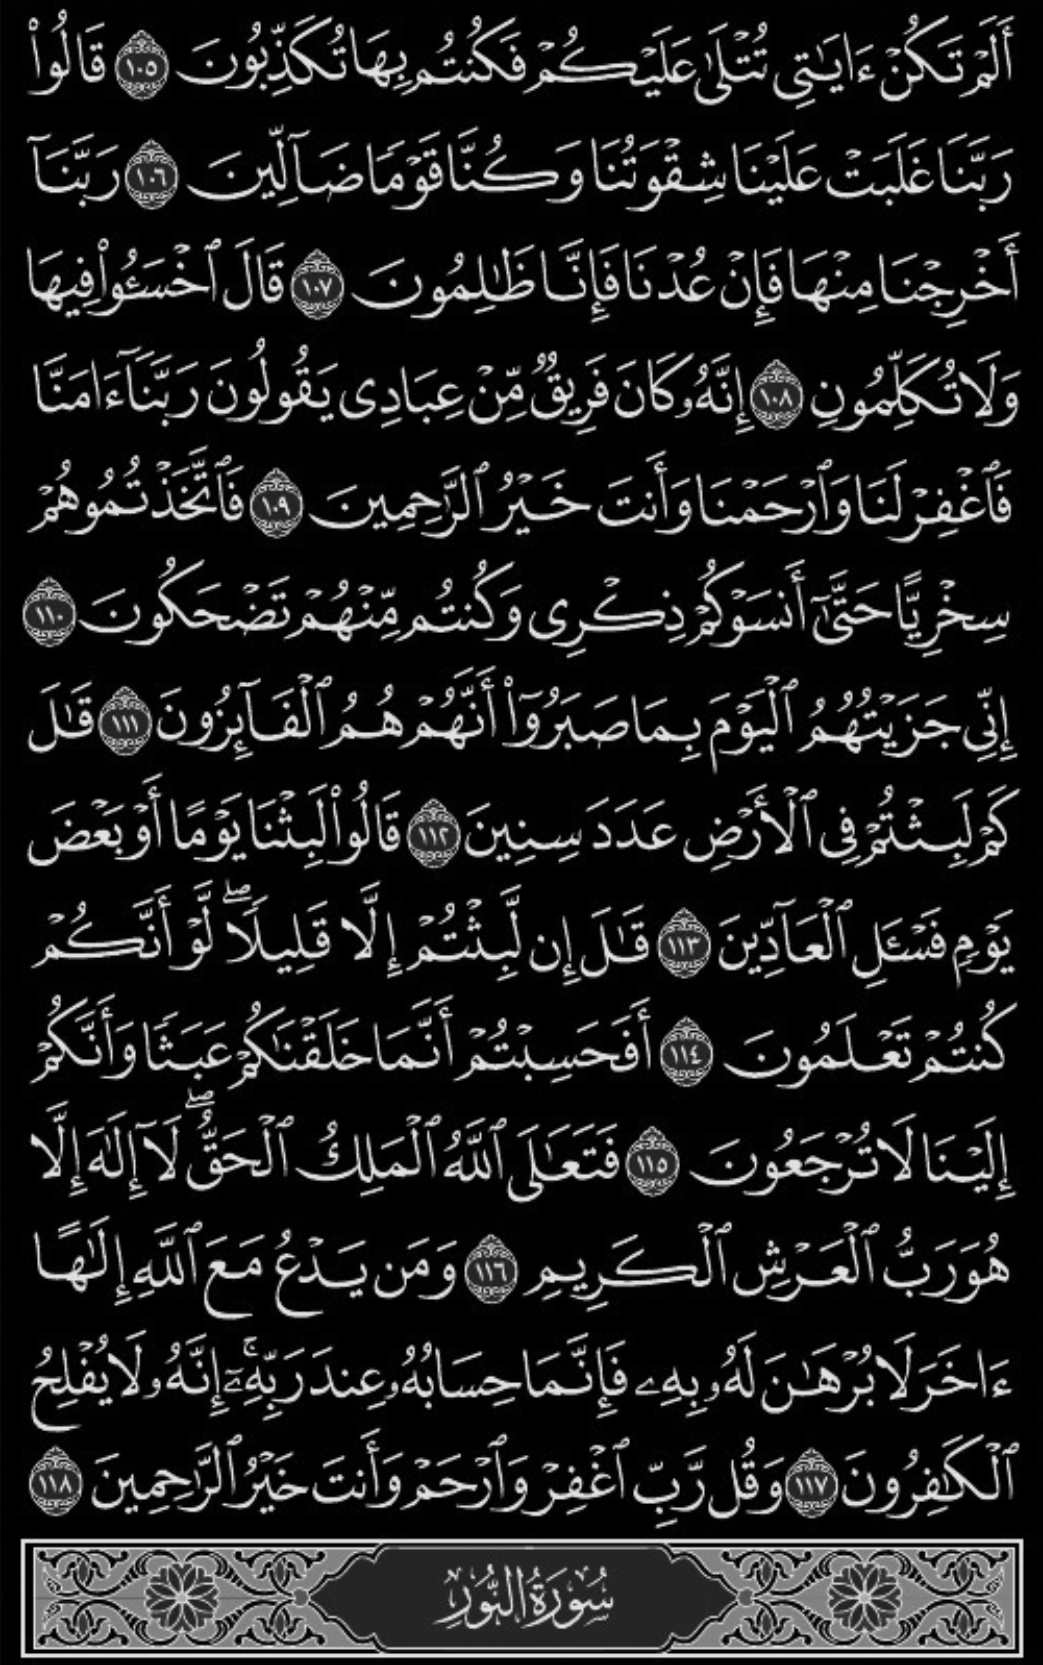 أَلَمْ تَكُنْ ءَايَـٰتِى تُتْلَىٰ عَلَيْكُمْ فَكُنتُم بِهَا تُكَذِّبُونَ ١٠٥ قَالُوا۟
رَبَّنَا غَلَبَتْ عَلَيْنَا شِقْوَتُنَا وَكُنَّا قَوْمًا ضَآلِّينَ ١٠٦ رَبَّنَآ
أَخْرِجْنَا مِنْهَا فَإِنْ عُدْنَا فَإِنَّا ظَـٰلِمُونَ ١٠٧ قَالَ ٱخْسَـُٔوا۟ فِيهَا
وَلَا تُكَلِّمُونِ ١٠٨ إِنَّهُۥ كَانَ فَرِيقٌ مِّنْ عِبَادِى يَقُولُونَ رَبَّنَآ ءَامَنَّا
فَٱغْفِرْ لَنَا وَٱرْحَمْنَا وَأَنتَ خَيْرُ ٱلرَّٰحِمِينَ ١٠٩ فَٱتَّخَذْتُمُوهُمْ
سِخْرِيًّا حَتَّىٰٓ أَنسَوْكُمْ ذِكْرِى وَكُنتُم مِّنْهُمْ تَضْحَكُونَ ١١٠
إِنِّى جَزَيْتُهُمُ ٱلْيَوْمَ بِمَا صَبَرُوٓا۟ أَنَّهُمْ هُمُ ٱلْفَآئِزُونَ ١١١ قَـٰلَ
كَمْ لَبِثْتُمْ فِى ٱلْأَرْضِ عَدَدَ سِنِينَ ١١٢ قَالُوا۟ لَبِثْنَا يَوْمًا أَوْ بَعْضَ
يَوْمٍ فَسْـَٔلِ ٱلْعَآدِّينَ ١١٣ قَـٰلَ إِن لَّبِثْتُمْ إِلَّا قَلِيلًا ۖ لَّوْ أَنَّكُمْ
كُنتُمْ تَعْلَمُونَ ١١٤ أَفَحَسِبْتُمْ أَنَّمَا خَلَقْنَـٰكُمْ عَبَثًا وَأَنَّكُمْ
إِلَيْنَا لَا تُرْجَعُونَ ١١٥ فَتَعَـٰلَى ٱللَّهُ ٱلْمَلِكُ ٱلْحَقُّ ۖ لَآ إِلَـٰهَ إِلَّا
هُوَ رَبُّ ٱلْعَرْشِ ٱلْكَرِيمِ ١١٦ وَمَن يَدْعُ مَعَ ٱللَّهِ إِلَـٰهًا
ءَاخَرَ لَا بُرْهَـٰنَ لَهُۥ بِهِۦ فَإِنَّمَا حِسَابُهُۥ عِندَ رَبِّهِۦٓ ۚ إِنَّهُۥ لَا يُفْلِحُ
ٱلْكَـٰفِرُونَ ١١٧ وَقُل رَّبِّ ٱغْفِرْ وَٱرْحَمْ وَأَنتَ خَيْرُ ٱلرَّٰحِمِينَ ١١٨
سُورَةُ النُّورِ